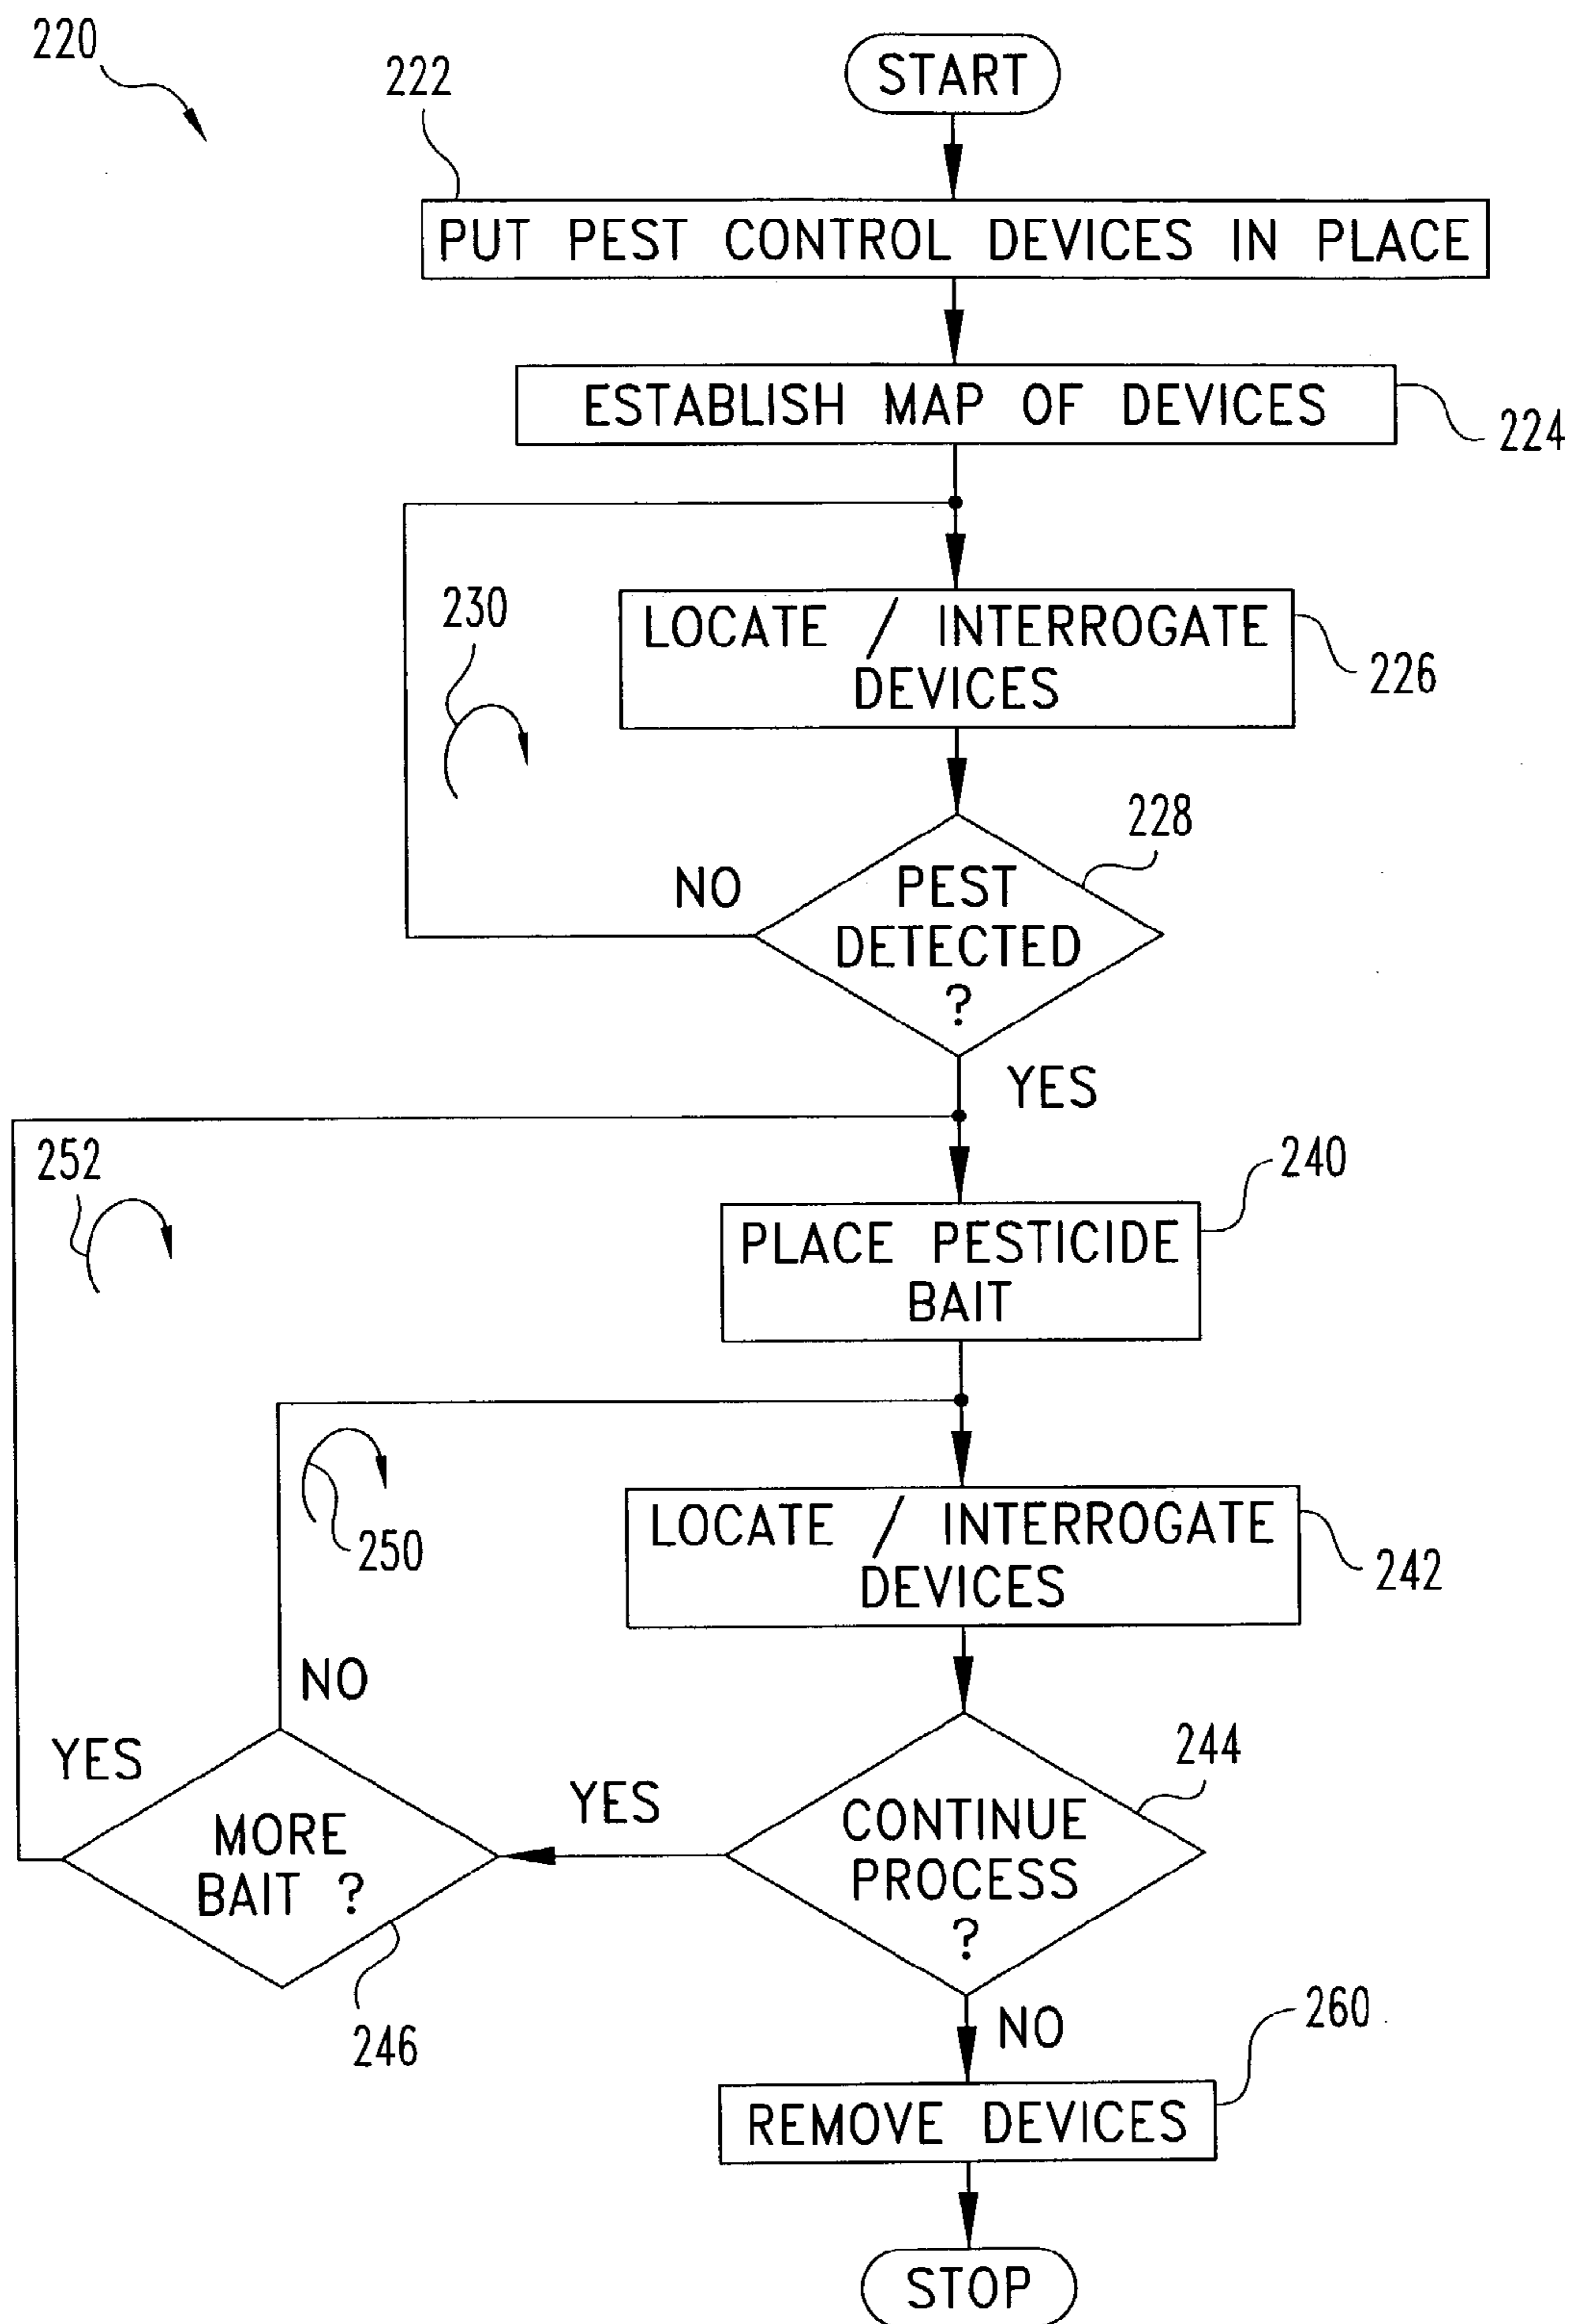 220
START
222
PUT PEST CONTROL DEVICES IN PLACE
ESTABLISH MAP OF DEVICES
224
230
LOCATE / INTERROGATE
DEVICES
226
228
NO
PEST
DETECTED
?
YES
252
240
PLACE PESTICIDE
BAIT
250
LOCATE / INTERROGATE
DEVICES
242
NO
YES
244
YES
MORE
BAIT ?
CONTINUE
PROCESS
?
246
NO
260
REMOVE DEVICES
STOP